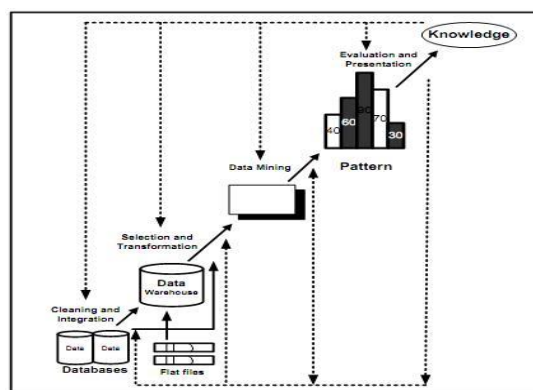 Knowledge
Evaluation and
Presentation
40
60
90
70
30
Pattern
Data Mining
Selection and
Transformation
Data
Warehouse
Cleaning and
Integration
Data
Data
Databases
Flat files